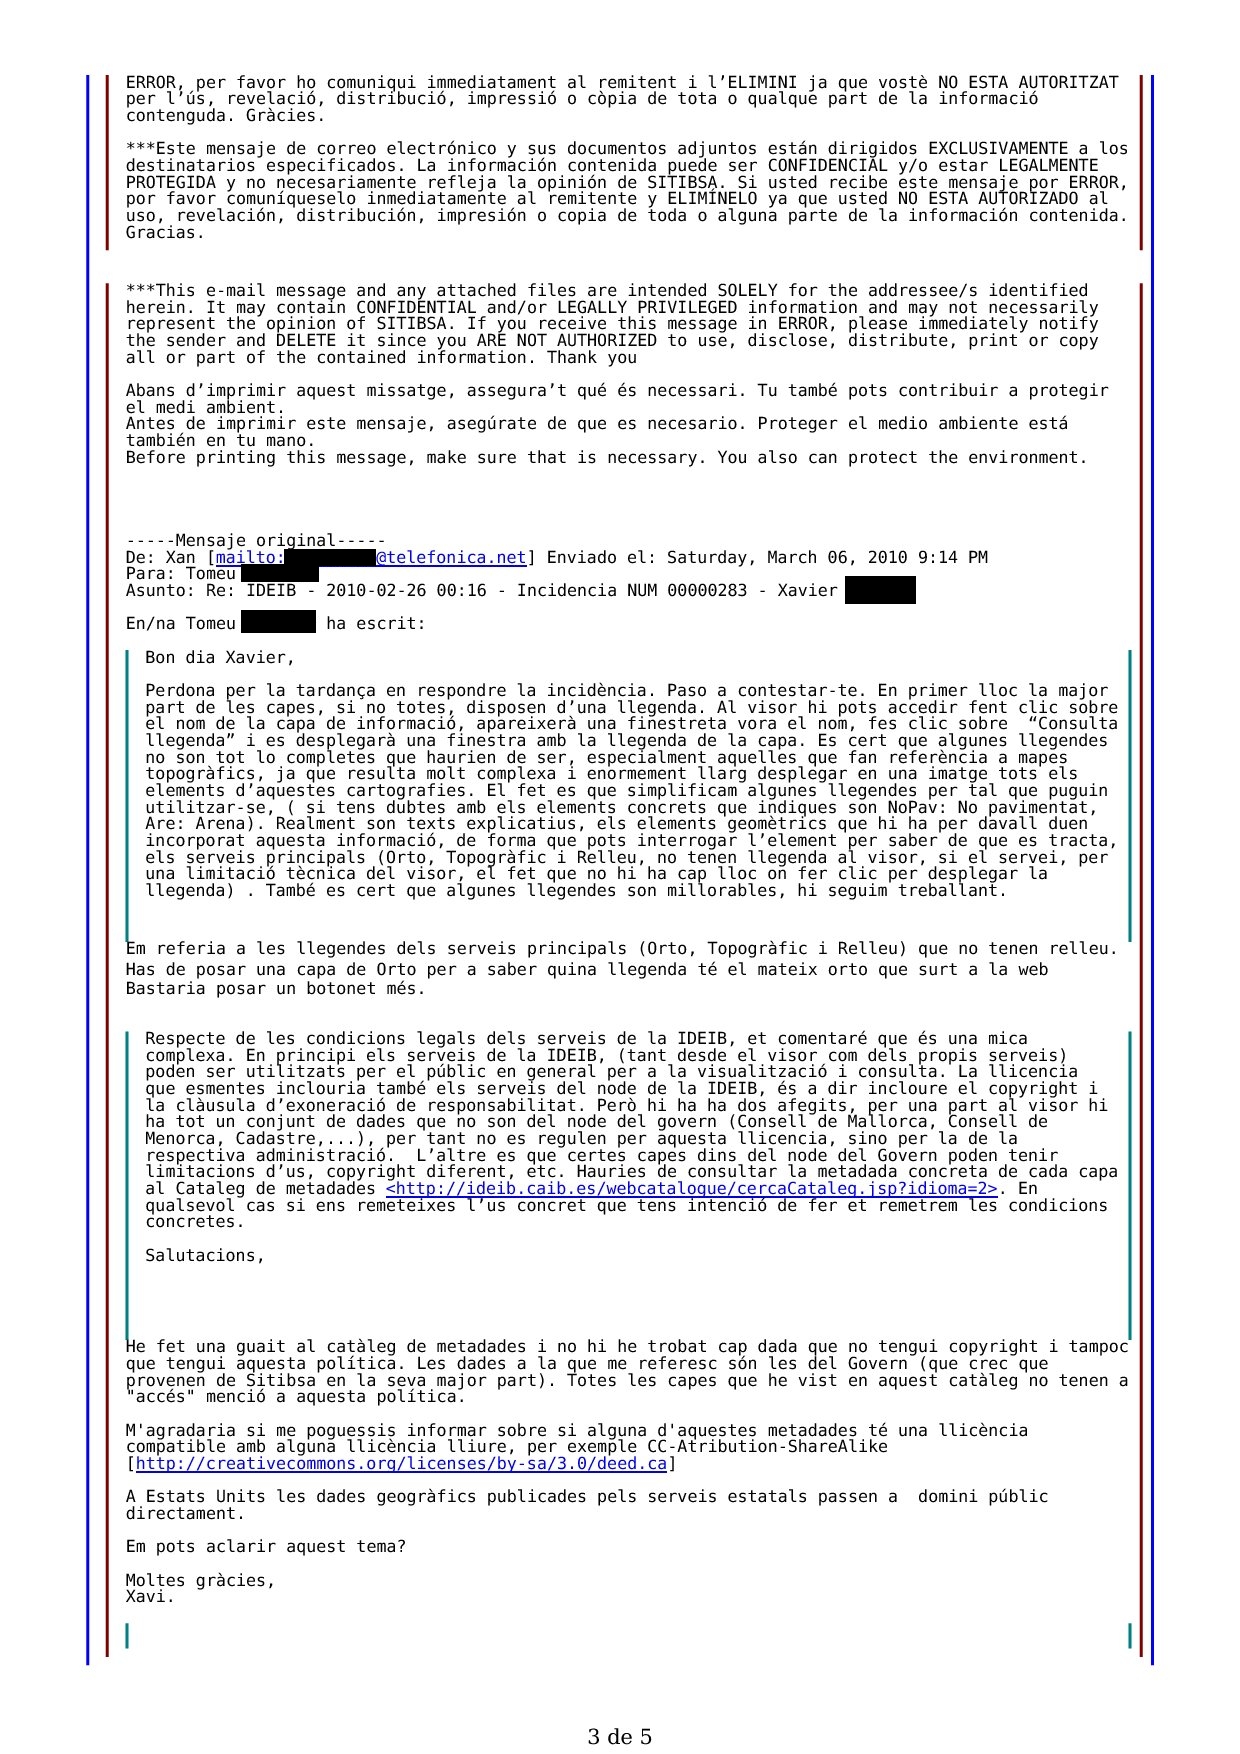 ERROR, per favor ho comuniqui immediatament al remitent i l’ELIMINI ja que vostè NO ESTA AUTORITZAT
per l’ús, revelació, distribució, impressió o còpia de tota o qualque part de la informació
contenguda. Gràcies.
***Este mensaje de correo electrónico y sus documentos adjuntos están dirigidos EXCLUSIVAMENTE a los
destinatarios especificados. La información contenida puede ser CONFIDENCIAL y/o estar LEGALMENTE
PROTEGIDA y no necesariamente refleja la opinión de SITIBSA. Si usted recibe este mensaje por ERROR,
por favor comuníqueselo inmediatamente al remitente y ELIMÍNELO ya que usted NO ESTA AUTORIZADO al
uso, revelación, distribución, impresión o copia de toda o alguna parte de la información contenida.
Gracias.
***This e-mail message and any attached files are intended SOLELY for the addressee/s identified
herein. It may contain CONFIDENTIAL and/or LEGALLY PRIVILEGED information and may not necessarily
represent the opinion of SITIBSA. If you receive this message in ERROR, please immediately notify
the sender and DELETE it since you ARE NOT AUTHORIZED to use, disclose, distribute, print or copy
all or part of the contained information. Thank you
Abans d’imprimir aquest missatge, assegura’t qué és necessari. Tu també pots contribuir a protegir
el medi ambient.
Antes de imprimir este mensaje, asegúrate de que es necesario. Proteger el medio ambiente está
también en tu mano.
Before printing this message, make sure that is necessary. You also can protect the environment.
-----Mensaje original-----
De: Xan [mailto: @telefonica.net] Enviado el: Saturday, March 06, 2010 9:14 PM
Para: Tomeu
Asunto: Re: IDEIB - 2010-02-26 00:16 - Incidencia NUM 00000283 - Xavier
En/na Tomeu ha escrit:
Bon dia Xavier,
Perdona per la tardança en respondre la incidència. Paso a contestar-te. En primer lloc la major
part de les capes, si no totes, disposen d’una llegenda. Al visor hi pots accedir fent clic sobre
el nom de la capa de informació, apareixerà una finestreta vora el nom, fes clic sobre  “Consulta
llegenda” i es desplegarà una finestra amb la llegenda de la capa. Es cert que algunes llegendes
no son tot lo completes que haurien de ser, especialment aquelles que fan referència a mapes
topogràfics, ja que resulta molt complexa i enormement llarg desplegar en una imatge tots els
elements d’aquestes cartografies. El fet es que simplificam algunes llegendes per tal que puguin
utilitzar-se, ( si tens dubtes amb els elements concrets que indiques son NoPav: No pavimentat,
Are: Arena). Realment son texts explicatius, els elements geomètrics que hi ha per davall duen
incorporat aquesta informació, de forma que pots interrogar l’element per saber de que es tracta,
els serveis principals (Orto, Topogràfic i Relleu, no tenen llegenda al visor, si el servei, per
una limitació tècnica del visor, el fet que no hi ha cap lloc on fer clic per desplegar la
llegenda) . També es cert que algunes llegendes son millorables, hi seguim treballant.
Em referia a les llegendes dels serveis principals (Orto, Topogràfic i Relleu) que no tenen relleu.
Has de posar una capa de Orto per a saber quina llegenda té el mateix orto que surt a la web
Bastaria posar un botonet més.
Respecte de les condicions legals dels serveis de la IDEIB, et comentaré que és una mica
complexa. En principi els serveis de la IDEIB, (tant desde el visor com dels propis serveis)
poden ser utilitzats per el públic en general per a la visualització i consulta. La llicencia
que esmentes inclouria també els serveis del node de la IDEIB, és a dir incloure el copyright i
la clàusula d’exoneració de responsabilitat. Però hi ha ha dos afegits, per una part al visor hi
ha tot un conjunt de dades que no son del node del govern (Consell de Mallorca, Consell de
Menorca, Cadastre,...), per tant no es regulen per aquesta llicencia, sino per la de la
respectiva administració.  L’altre es que certes capes dins del node del Govern poden tenir
limitacions d’us, copyright diferent, etc. Hauries de consultar la metadada concreta de cada capa
al Cataleg de metadades <http://ideib.caib.es/webcatalogue/cercaCataleg.jsp?idioma=2>. En
qualsevol cas si ens remeteixes l’us concret que tens intenció de fer et remetrem les condicions
concretes.
Salutacions,
He fet una guait al catàleg de metadades i no hi he trobat cap dada que no tengui copyright i tampoc
que tengui aquesta política. Les dades a la que me referesc són les del Govern (que crec que
provenen de Sitibsa en la seva major part). Totes les capes que he vist en aquest catàleg no tenen a
"accés" menció a aquesta política.
M'agradaria si me poguessis informar sobre si alguna d'aquestes metadades té una llicència
compatible amb alguna llicència lliure, per exemple CC-Atribution-ShareAlike
[http://creativecommons.org/licenses/by-sa/3.0/deed.ca]
A Estats Units les dades geogràfics publicades pels serveis estatals passen a  domini públic
directament.
Em pots aclarir aquest tema?
Moltes gràcies,
Xavi.
3 de 5